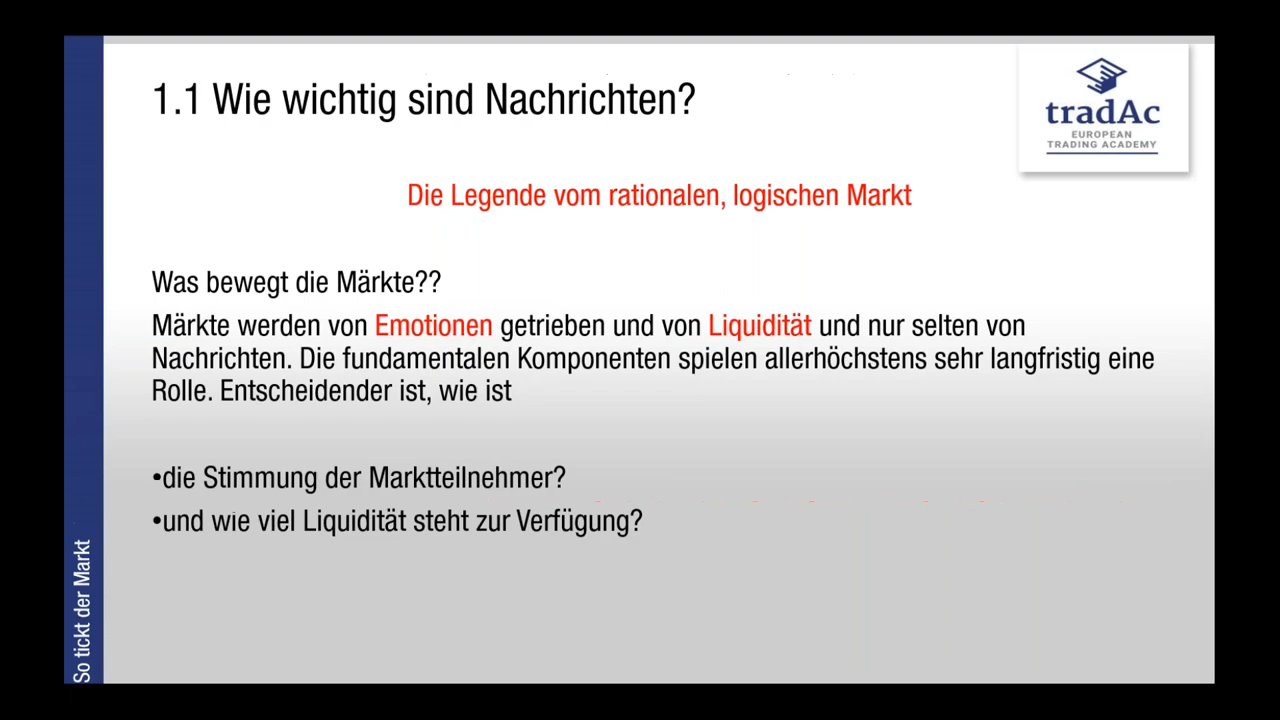 1.1 Wie wichtig sind Nachrichten?
tradAc
EUROPEAN
TRADING ACADEMY
Die Legende vom rationalen, logischen Markt
Was bewegt die Märkte??
Märkte werden von Emotionen getrieben und von Liquidität und nur selten von
Nachrichten. Die fundamentalen Komponenten spielen allerhöchstens sehr langfristig eine
Rolle. Entscheidender ist, wie ist
•die Stimmung der Marktteilnehmer?
•und wie viel Liquidität steht zur Verfügung?
So tickt der Markt